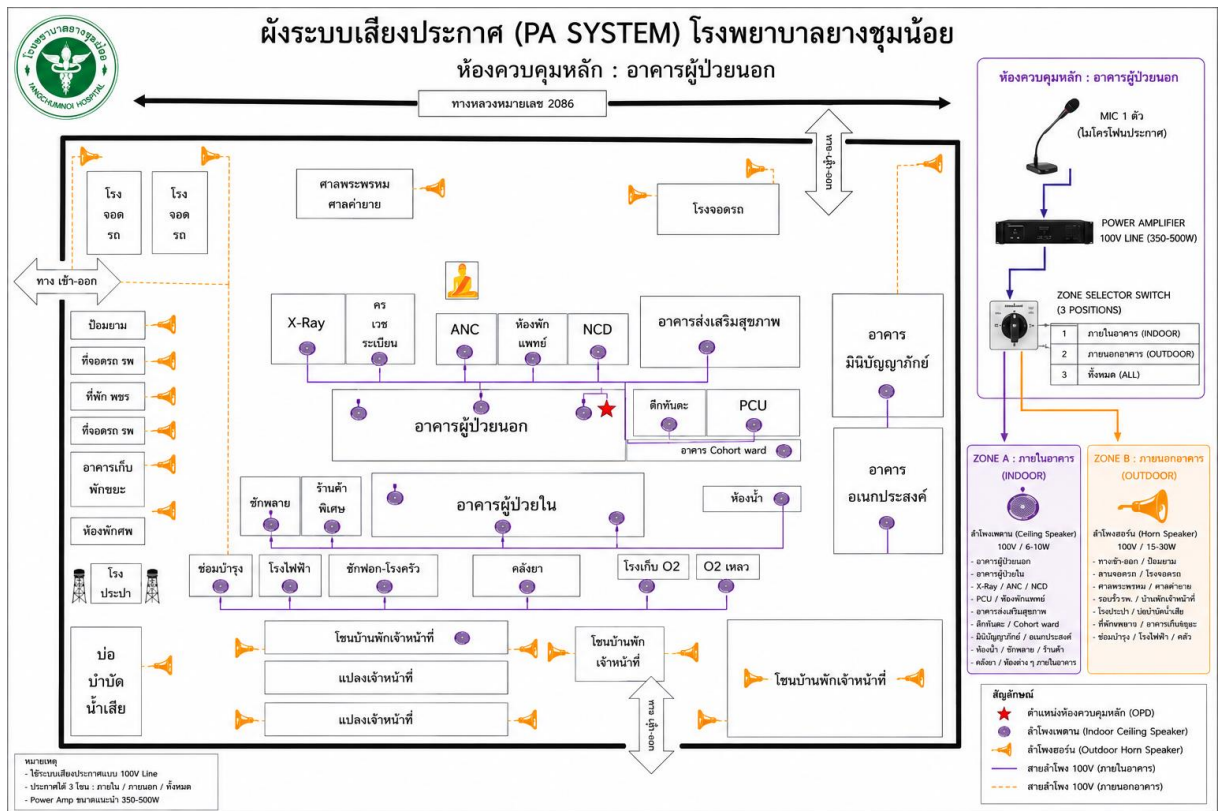 ผังระบบเสียงประกาศ (PA SYSTEM) โรงพยาบาลยางชุมน้อย
ห้องควบคุมหลัก : อาคารผู้ป่วยนอก
YANGCHUMNOI HOSPITAL
ทางหลวงหมายเลข 2086
โรง
จอด
รถ
โรง
จอด
รถ
ศาลพระพรหม
ศาลค่ายาย
โรงจอดรถ
ทาง เข้า-ออก
ป้อมยาม
ที่จอดรถ รพ
ที่พัก พชร
ที่จอดรถ รพ
อาคารเก็บ
พักขยะ
ห้องพักศพ
โรง
ประปา
บ่อ
บำบัด
น้ำเสีย
X-Ray
คร
เวช
ระเบียน
ANC
ห้องพัก
แพทย์
NCD
อาคารส่งเสริมสุขภาพ
อาคาร
มินิบัญญาภักย์
อาคารผู้ป่วยนอก
ตึกทันตะ
PCU
อาคาร Cohort ward
อาคาร
อเนกประสงค์
ซักพลาย
ร้านค้า
พิเศษ
อาคารผู้ป่วยใน
ห้องน้ำ
ช่อมบำรุง
โรงไฟฟ้า
ซักฟอก-โรงครัว
คลังยา
โรงเก็บ O2
O2 เหลว
โซนบ้านพักเจ้าหน้าที่
แปลงเจ้าหน้าที่
แปลงเจ้าหน้าที่
โซนบ้านพัก
เจ้าหน้าที่
โซนบ้านพักเจ้าหน้าที่
หมายเหตุ
- ใช้ระบบเสียงประกาศแบบ 100V Line
- ประกาศได้ 3 โซน : ภายใน / ภายนอก / ทั้งหมด
- Power Amp ขนาดแนะนำ 350-500W
ห้องควบคุมหลัก : อาคารผู้ป่วยนอก
MIC 1 ตัว
(ไมโครโฟนประกาศ)
POWER AMPLIFIER
100V LINE (350-500W)
ZONE SELECTOR SWITCH
(3 POSITIONS)
1 ภายในอาคาร (INDOOR)
2 ภายนอกอาคาร (OUTDOOR)
3 ทั้งหมด (ALL)
ZONE A : ภายในอาคาร
(INDOOR)
ลำโพงเพดาน (Ceiling Speaker)
100V / 6-10W
- อาคารผู้ป่วยนอก
- อาคารผู้ป่วยใน
- X-Ray / ANC / NCD
- PCU / ห้องพักแพทย์
- อาคารส่งเสริมสุขภาพ
- ตึกทันตะ / Cohort ward
- มินิบัญญาภักย์ / อเนกประสงค์
- ห้องน้ำ / ซักพลาย / ร้านค้า
- คลังยา / ห้องต่าง ๆ ภายในอาคาร
ZONE B : ภายนอกอาคาร
(OUTDOOR)
ลำโพงฮอร์น (Horn Speaker)
100V / 15-30W
- ทางเข้า-ออก / ป้อมยาม
- ลานจอดรถ / โรงจอดรถ
- ศาลพระพรหม / ศาลค่ายาย
- รอบรั้ว รพ. / บ้านพักเจ้าหน้าที่
- โรงประปา / บ่อบำบัดน้ำเสีย
- ช่อมบำรุง / โรงไฟฟ้า / ครัว
สัญลักษณ์
ตำแหน่งห้องควบคุมหลัก (OPD)
ลำโพงเพดาน (Indoor Ceiling Speaker)
ลำโพงฮอร์น (Outdoor Horn Speaker)
สายลำโพง 100V (ภายในอาคาร)
สายลำโพง 100V (ภายนอกอาคาร)